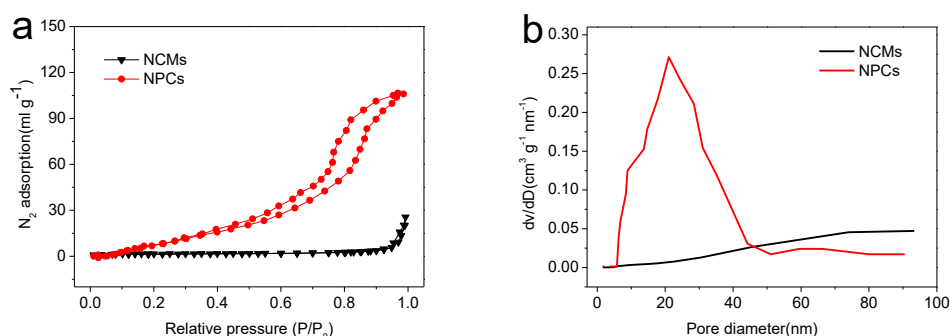 a
150
120
90
60
30
0
N₂ adsorption(ml g⁻¹)
NCMs
NPCs
0.0 0.2 0.4 0.6 0.8 1.0
Relative pressure (P/P₀)
b
0.30
0.25
0.20
0.15
0.10
0.05
0.00
dv/dD(cm³ g⁻¹ nm⁻¹)
NCMs
NPCs
0 20 40 60 80 100
Pore diameter(nm)